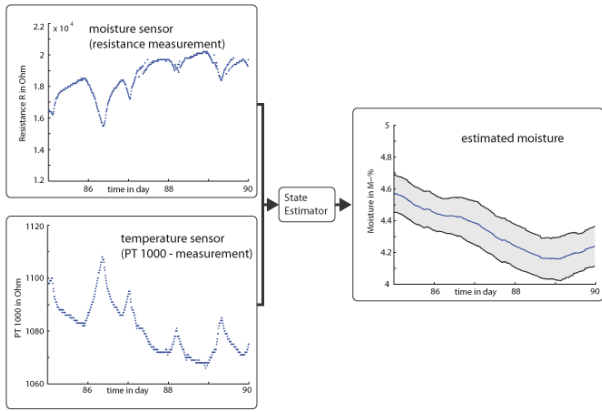 x 10⁴
moisture sensor
(resistance measurement)
2.2
2.0
1.8
1.6
1.4
1.2
Resistance R in Ohm
86
88
90
time in day
1120
temperature sensor
(PT 1000 - measurement)
1100
1080
1060
PT 1000 in Ohm
86
88
90
time in day
State
Estimator
5
estimated moisture
4.8
4.6
4.4
4.2
4
Moisture in M-%
86
88
90
time in day